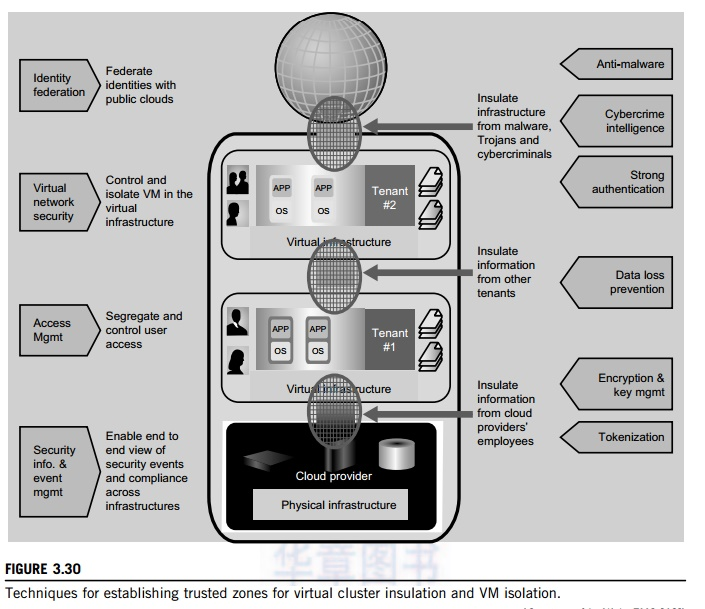 Identity
federation
Federate
identities with
public clouds
Virtual
network
security
Control and
isolate VM in the
virtual
infrastructure
Access
Mgmt
Segregate and
control user
access
Security
info. &
event
mgmt
Enable end to
end view of
security events
and compliance
across
infrastructures
APP
OS
APP
OS
Tenant
#2
Virtual infrastructure
APP
OS
APP
OS
Tenant
#1
Virtual infrastructure
Cloud provider
Physical infrastructure
Insulate
infrastructure
from malware,
Trojans and
cybercriminals
Insulate
information
from other
tenants
Insulate
information
from cloud
providers'
employees
Anti-malware
Cybercrime
intelligence
Strong
authentication
Data loss
prevention
Encryption &
key mgmt
Tokenization
华章图书
FIGURE 3.30
Techniques for establishing trusted zones for virtual cluster insulation and VM isolation.